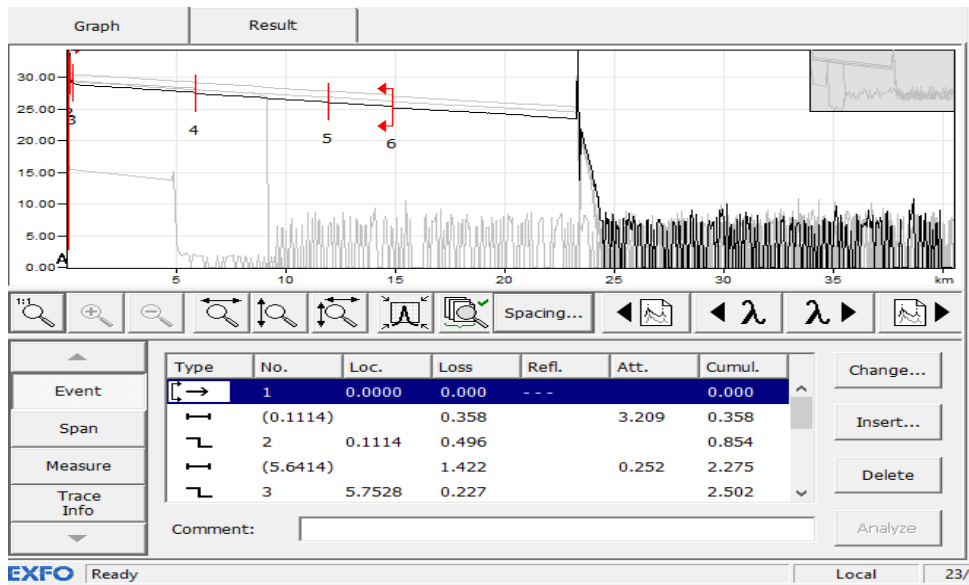 Graph Result
30.00
25.00
3
4
5
6
20.00
15.00
10.00
5.00
0.00 A
5 10 15 20 25 30 35 km
1:1 Spacing... λ λ
Type No. Loc. Loss Refl. Att. Cumul.
Change...
Event
1 0.0000 0.000 --- 0.000
(0.1114) 0.358 3.209 0.358
Insert...
Span
2 0.1114 0.496 0.854
Measure
(5.6414) 1.422 0.252 2.275
Delete
Trace
Info
3 5.7528 0.227 2.502
Comment:
Analyze
EXFO Ready Local 23/